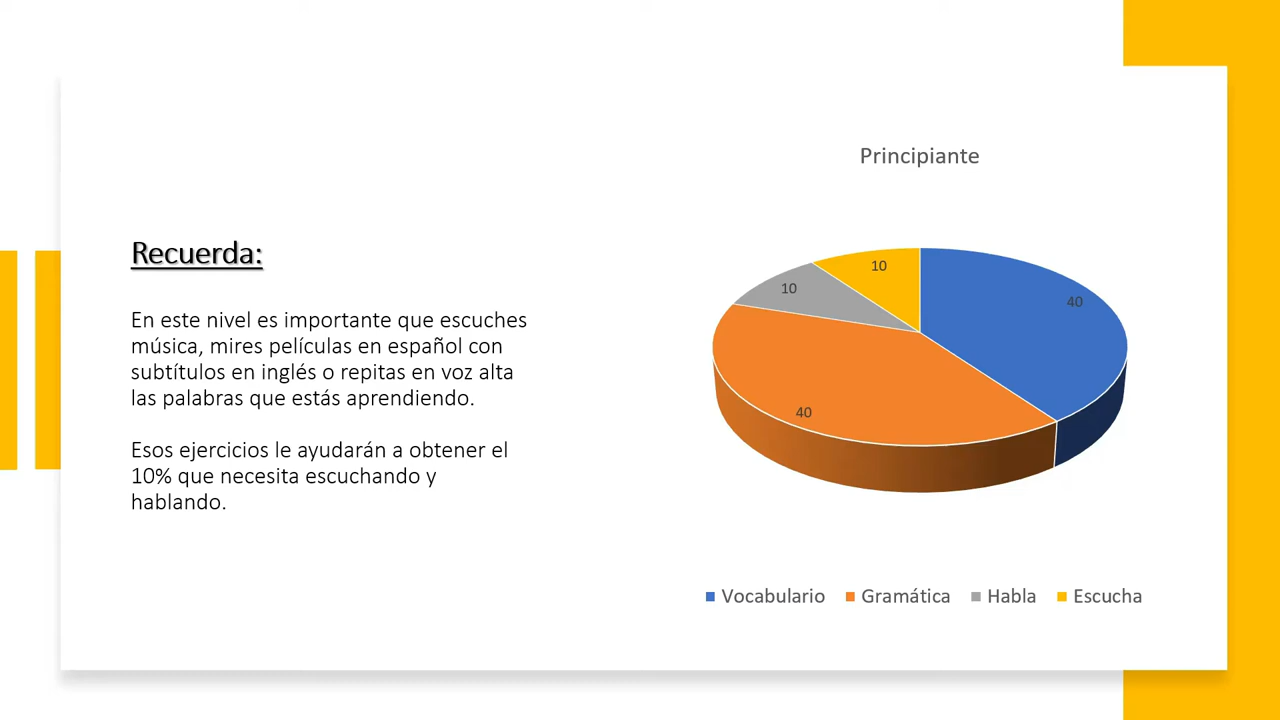 Recuerda:
En este nivel es importante que escuches
música, mires películas en español con
subtítulos en inglés o repitas en voz alta
las palabras que estás aprendiendo.
Esos ejercicios le ayudarán a obtener el
10% que necesita escuchando y
hablando.
Principiante
10
10
40
40
Vocabulario Gramática Habla Escucha